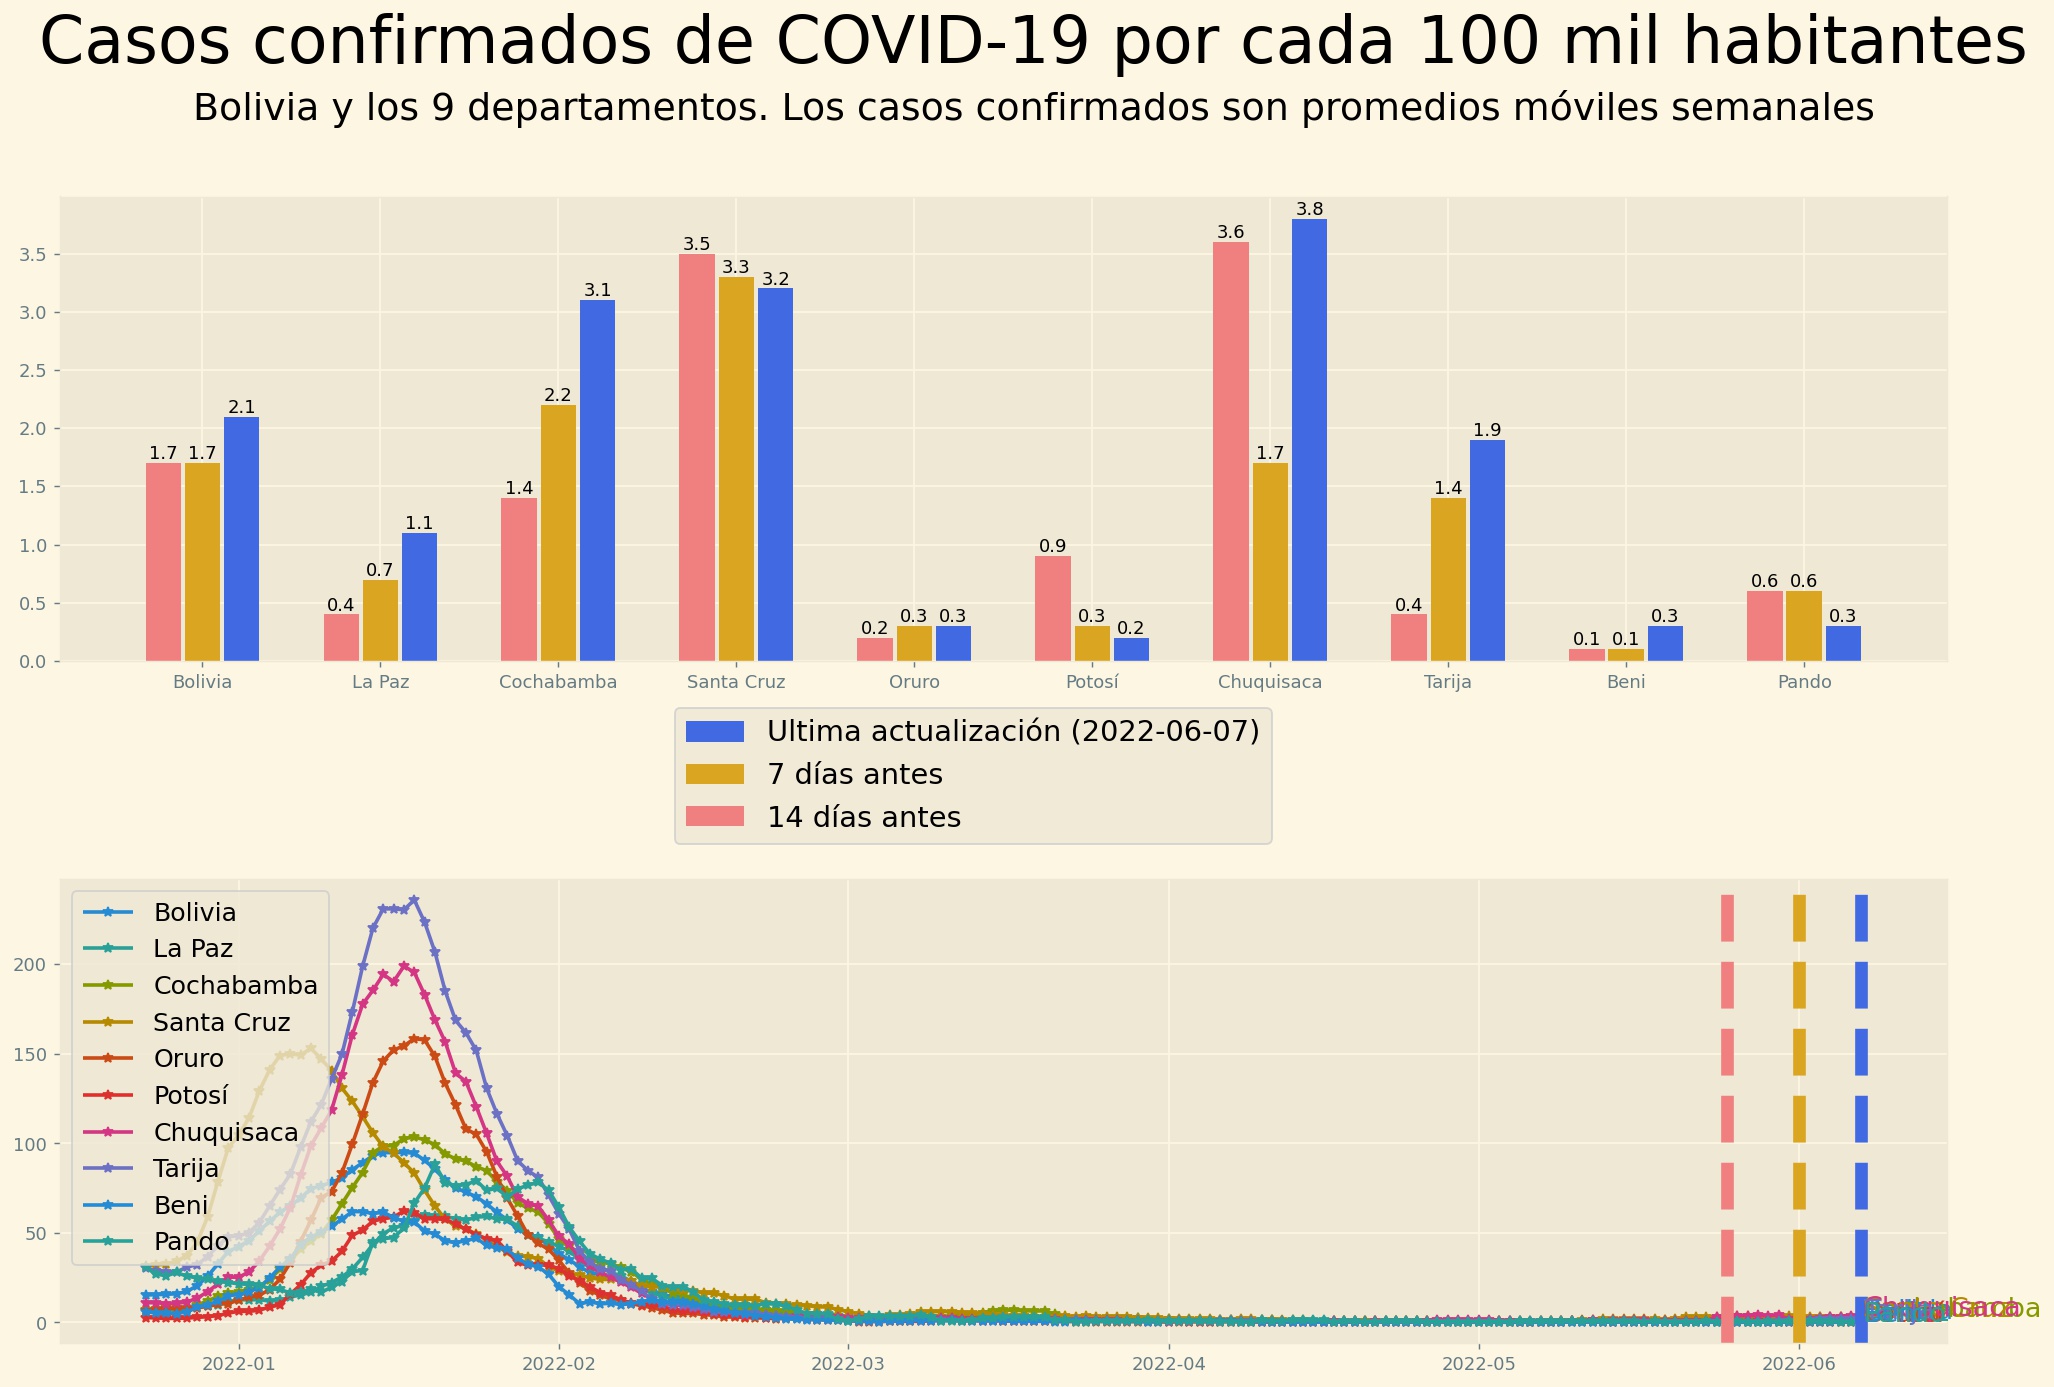 Casos confirmados de COVID-19 por cada 100 mil habitantes
Bolivia y los 9 departamentos. Los casos confirmados son promedios móviles semanales
3.5
3.0
2.5
2.0
1.5
1.0
0.5
0.0
1.7 1.7 2.1
0.4 0.7 1.1
1.4 2.2 3.1
3.5 3.3 3.2
0.2 0.3 0.3
0.9 0.3 0.2
3.6 1.7 3.8
0.4 1.4 1.9
0.1 0.1 0.3
0.6 0.6 0.3
Bolivia La Paz Cochabamba Santa Cruz Oruro Potosí Chuquisaca Tarija Beni Pando
Ultima actualización (2022-06-07)
7 días antes
14 días antes
200
150
100
50
0
Bolivia
La Paz
Cochabamba
Santa Cruz
Oruro
Potosí
Chuquisaca
Tarija
Beni
Pando
2022-01 2022-02 2022-03 2022-04 2022-05 2022-06